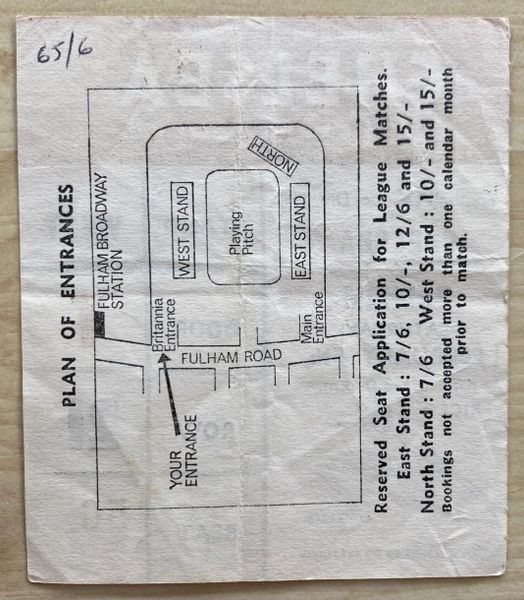 65/6
PLAN OF ENTRANCES
FULHAM BROADWAY
STATION
WEST STAND
NORTH
Playing
Pitch
EAST STAND
Britannia
Entrance
Main
Entrance
FULHAM ROAD
YOUR
ENTRANCE
Reserved Seat Application for League Matches.
East Stand : 7/6, 10/-, 12/6 and 15/-
North Stand : 7/6 West Stand : 10/- and 15/-
Bookings not accepted more than one calendar month
prior to match.